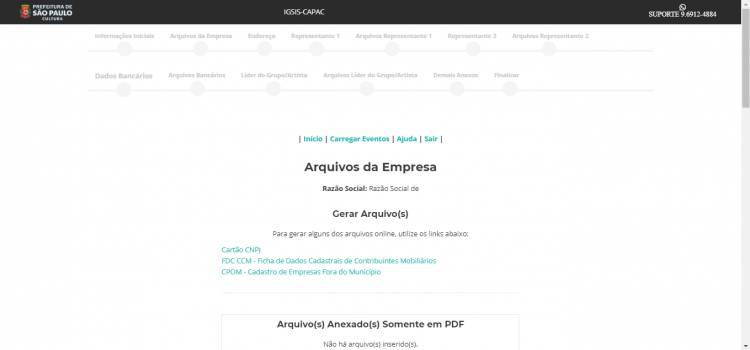 PREFEITURA DE
SÃO PAULO
CULTURA
IGSIS-CAPAC
SUPORTE 9.6912-4884
Informações Iniciais Arquivos da Empresa Endereço Representante 1 Arquivos Representante 1 Representante 2 Arquivos Representante 2
Dados Bancários Arquivos Bancários Líder do Grupo/Artista Arquivos Líder do Grupo/Artista Demais Anexos Finalizar
| Início | Carregar Eventos | Ajuda | Sair |
Arquivos da Empresa
Razão Social: Razão Social de
Gerar Arquivo(s)
Para gerar alguns dos arquivos online, utilize os links abaixo:
Cartão CNPJ
FDC CCM - Ficha de Dados Cadastrais de Contribuintes Mobiliários
CPOM - Cadastro de Empresas Fora do Município
Arquivo(s) Anexado(s) Somente em PDF
Não há arquivo(s) inserido(s).